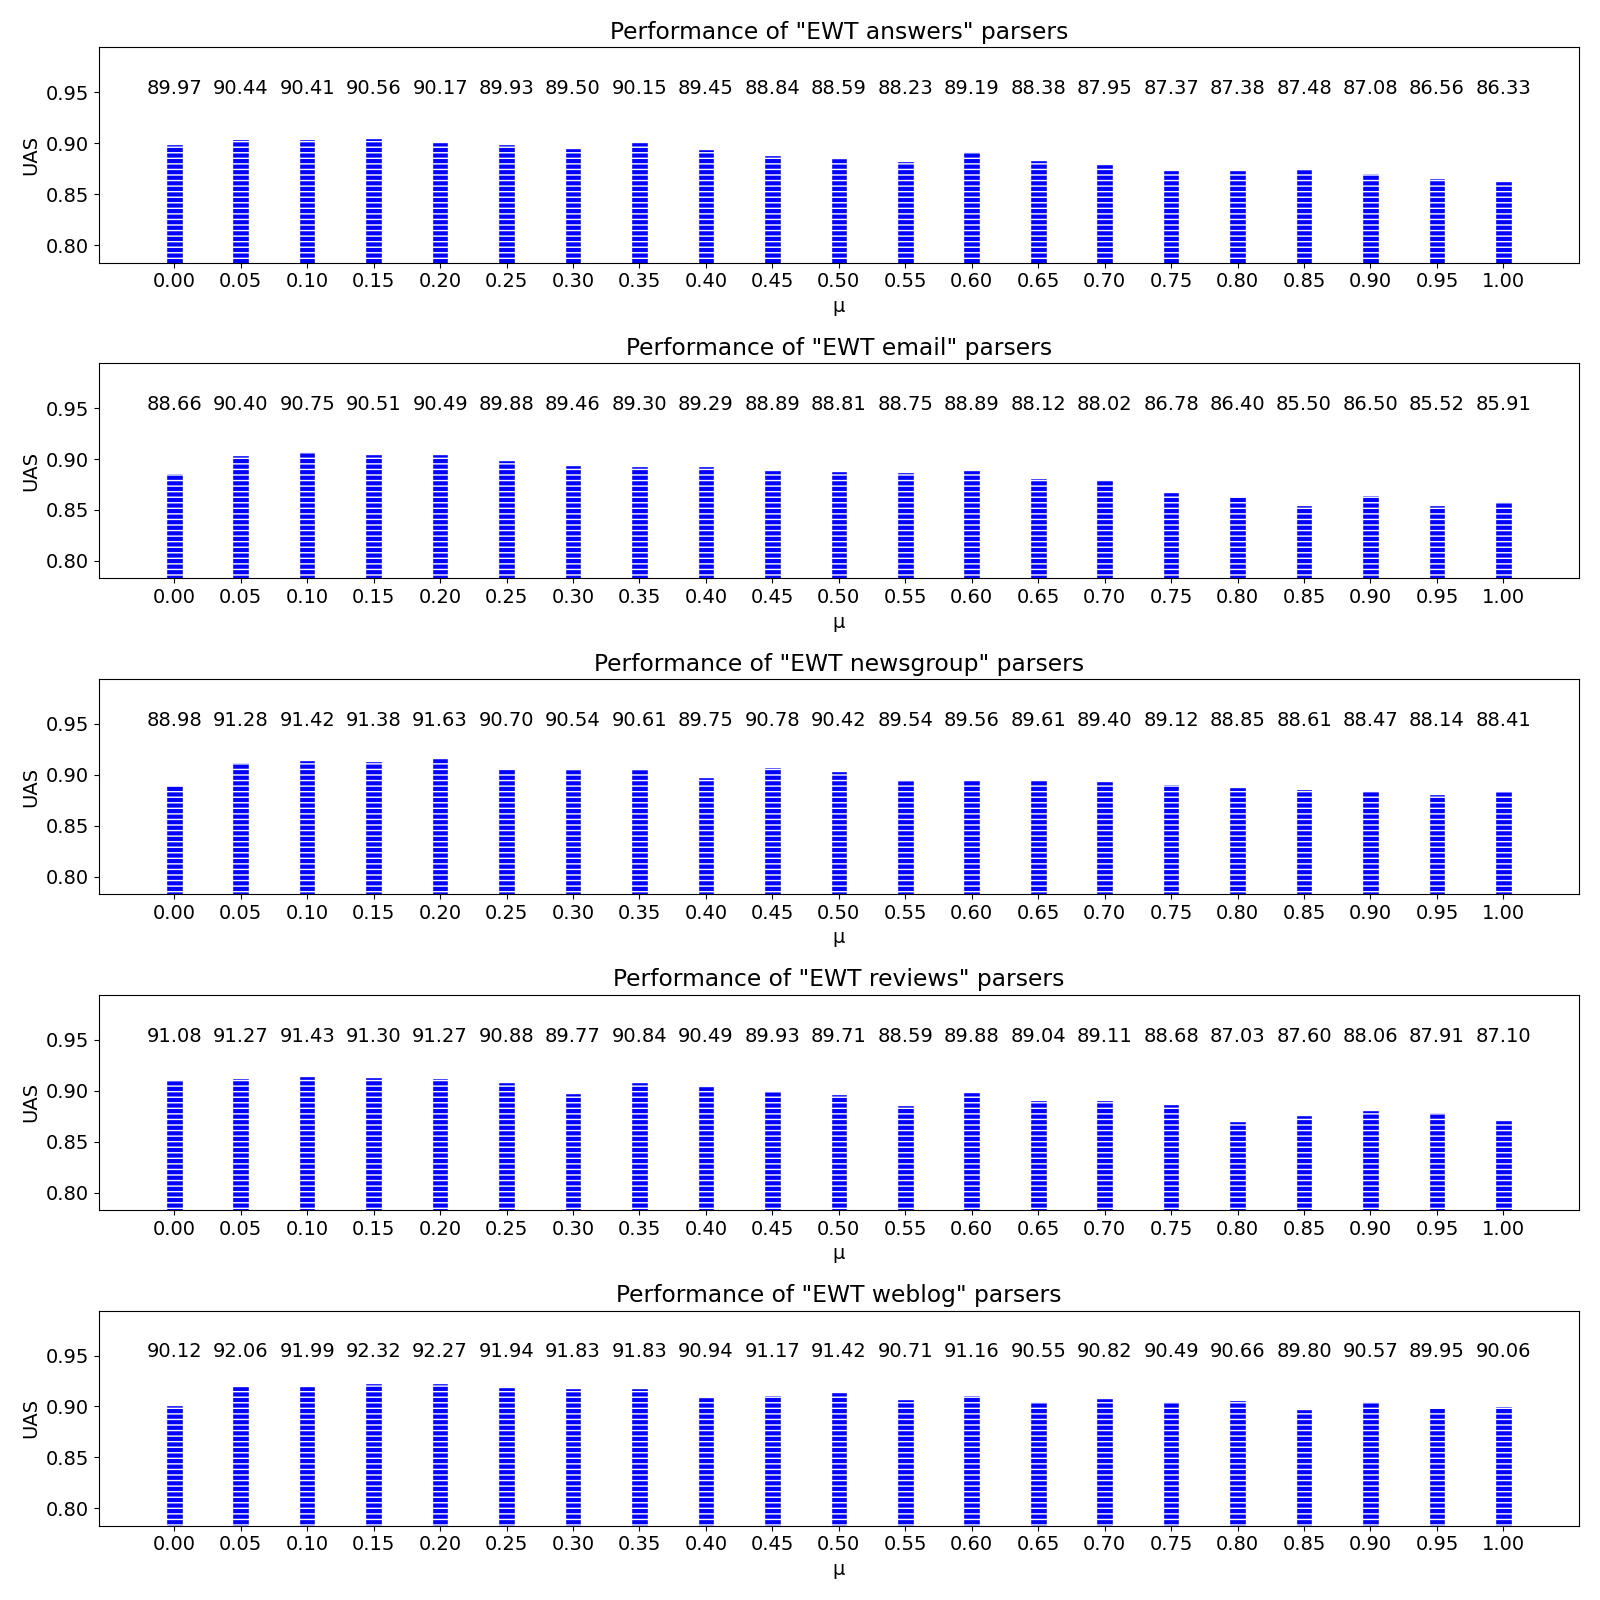 Performance of "EWT answers" parsers
89.97 90.44 90.41 90.56 90.17 89.93 89.50 90.15 89.45 88.84 88.59 88.23 89.19 88.38 87.95 87.37 87.38 87.48 87.08 86.56 86.33
0.95
0.90
0.85
0.80
UAS
0.00 0.05 0.10 0.15 0.20 0.25 0.30 0.35 0.40 0.45 0.50 0.55 0.60 0.65 0.70 0.75 0.80 0.85 0.90 0.95 1.00
μ
Performance of "EWT email" parsers
88.66 90.40 90.75 90.51 90.49 89.88 89.46 89.30 89.29 88.89 88.81 88.75 88.89 88.12 88.02 86.78 86.40 85.50 86.50 85.52 85.91
0.95
0.90
0.85
0.80
UAS
0.00 0.05 0.10 0.15 0.20 0.25 0.30 0.35 0.40 0.45 0.50 0.55 0.60 0.65 0.70 0.75 0.80 0.85 0.90 0.95 1.00
μ
Performance of "EWT newsgroup" parsers
88.98 91.28 91.42 91.38 91.63 90.70 90.54 90.61 89.75 90.78 90.42 89.54 89.56 89.61 89.40 89.12 88.85 88.61 88.47 88.14 88.41
0.95
0.90
0.85
0.80
UAS
0.00 0.05 0.10 0.15 0.20 0.25 0.30 0.35 0.40 0.45 0.50 0.55 0.60 0.65 0.70 0.75 0.80 0.85 0.90 0.95 1.00
μ
Performance of "EWT reviews" parsers
91.08 91.27 91.43 91.30 91.27 90.88 89.77 90.84 90.49 89.93 89.71 88.59 89.88 89.04 89.11 88.68 87.03 87.60 88.06 87.91 87.10
0.95
0.90
0.85
0.80
UAS
0.00 0.05 0.10 0.15 0.20 0.25 0.30 0.35 0.40 0.45 0.50 0.55 0.60 0.65 0.70 0.75 0.80 0.85 0.90 0.95 1.00
μ
Performance of "EWT weblog" parsers
90.12 92.06 91.99 92.32 92.27 91.94 91.83 91.83 90.94 91.17 91.42 90.71 91.16 90.55 90.82 90.49 90.66 89.80 90.57 89.95 90.06
0.95
0.90
0.85
0.80
UAS
0.00 0.05 0.10 0.15 0.20 0.25 0.30 0.35 0.40 0.45 0.50 0.55 0.60 0.65 0.70 0.75 0.80 0.85 0.90 0.95 1.00
μ